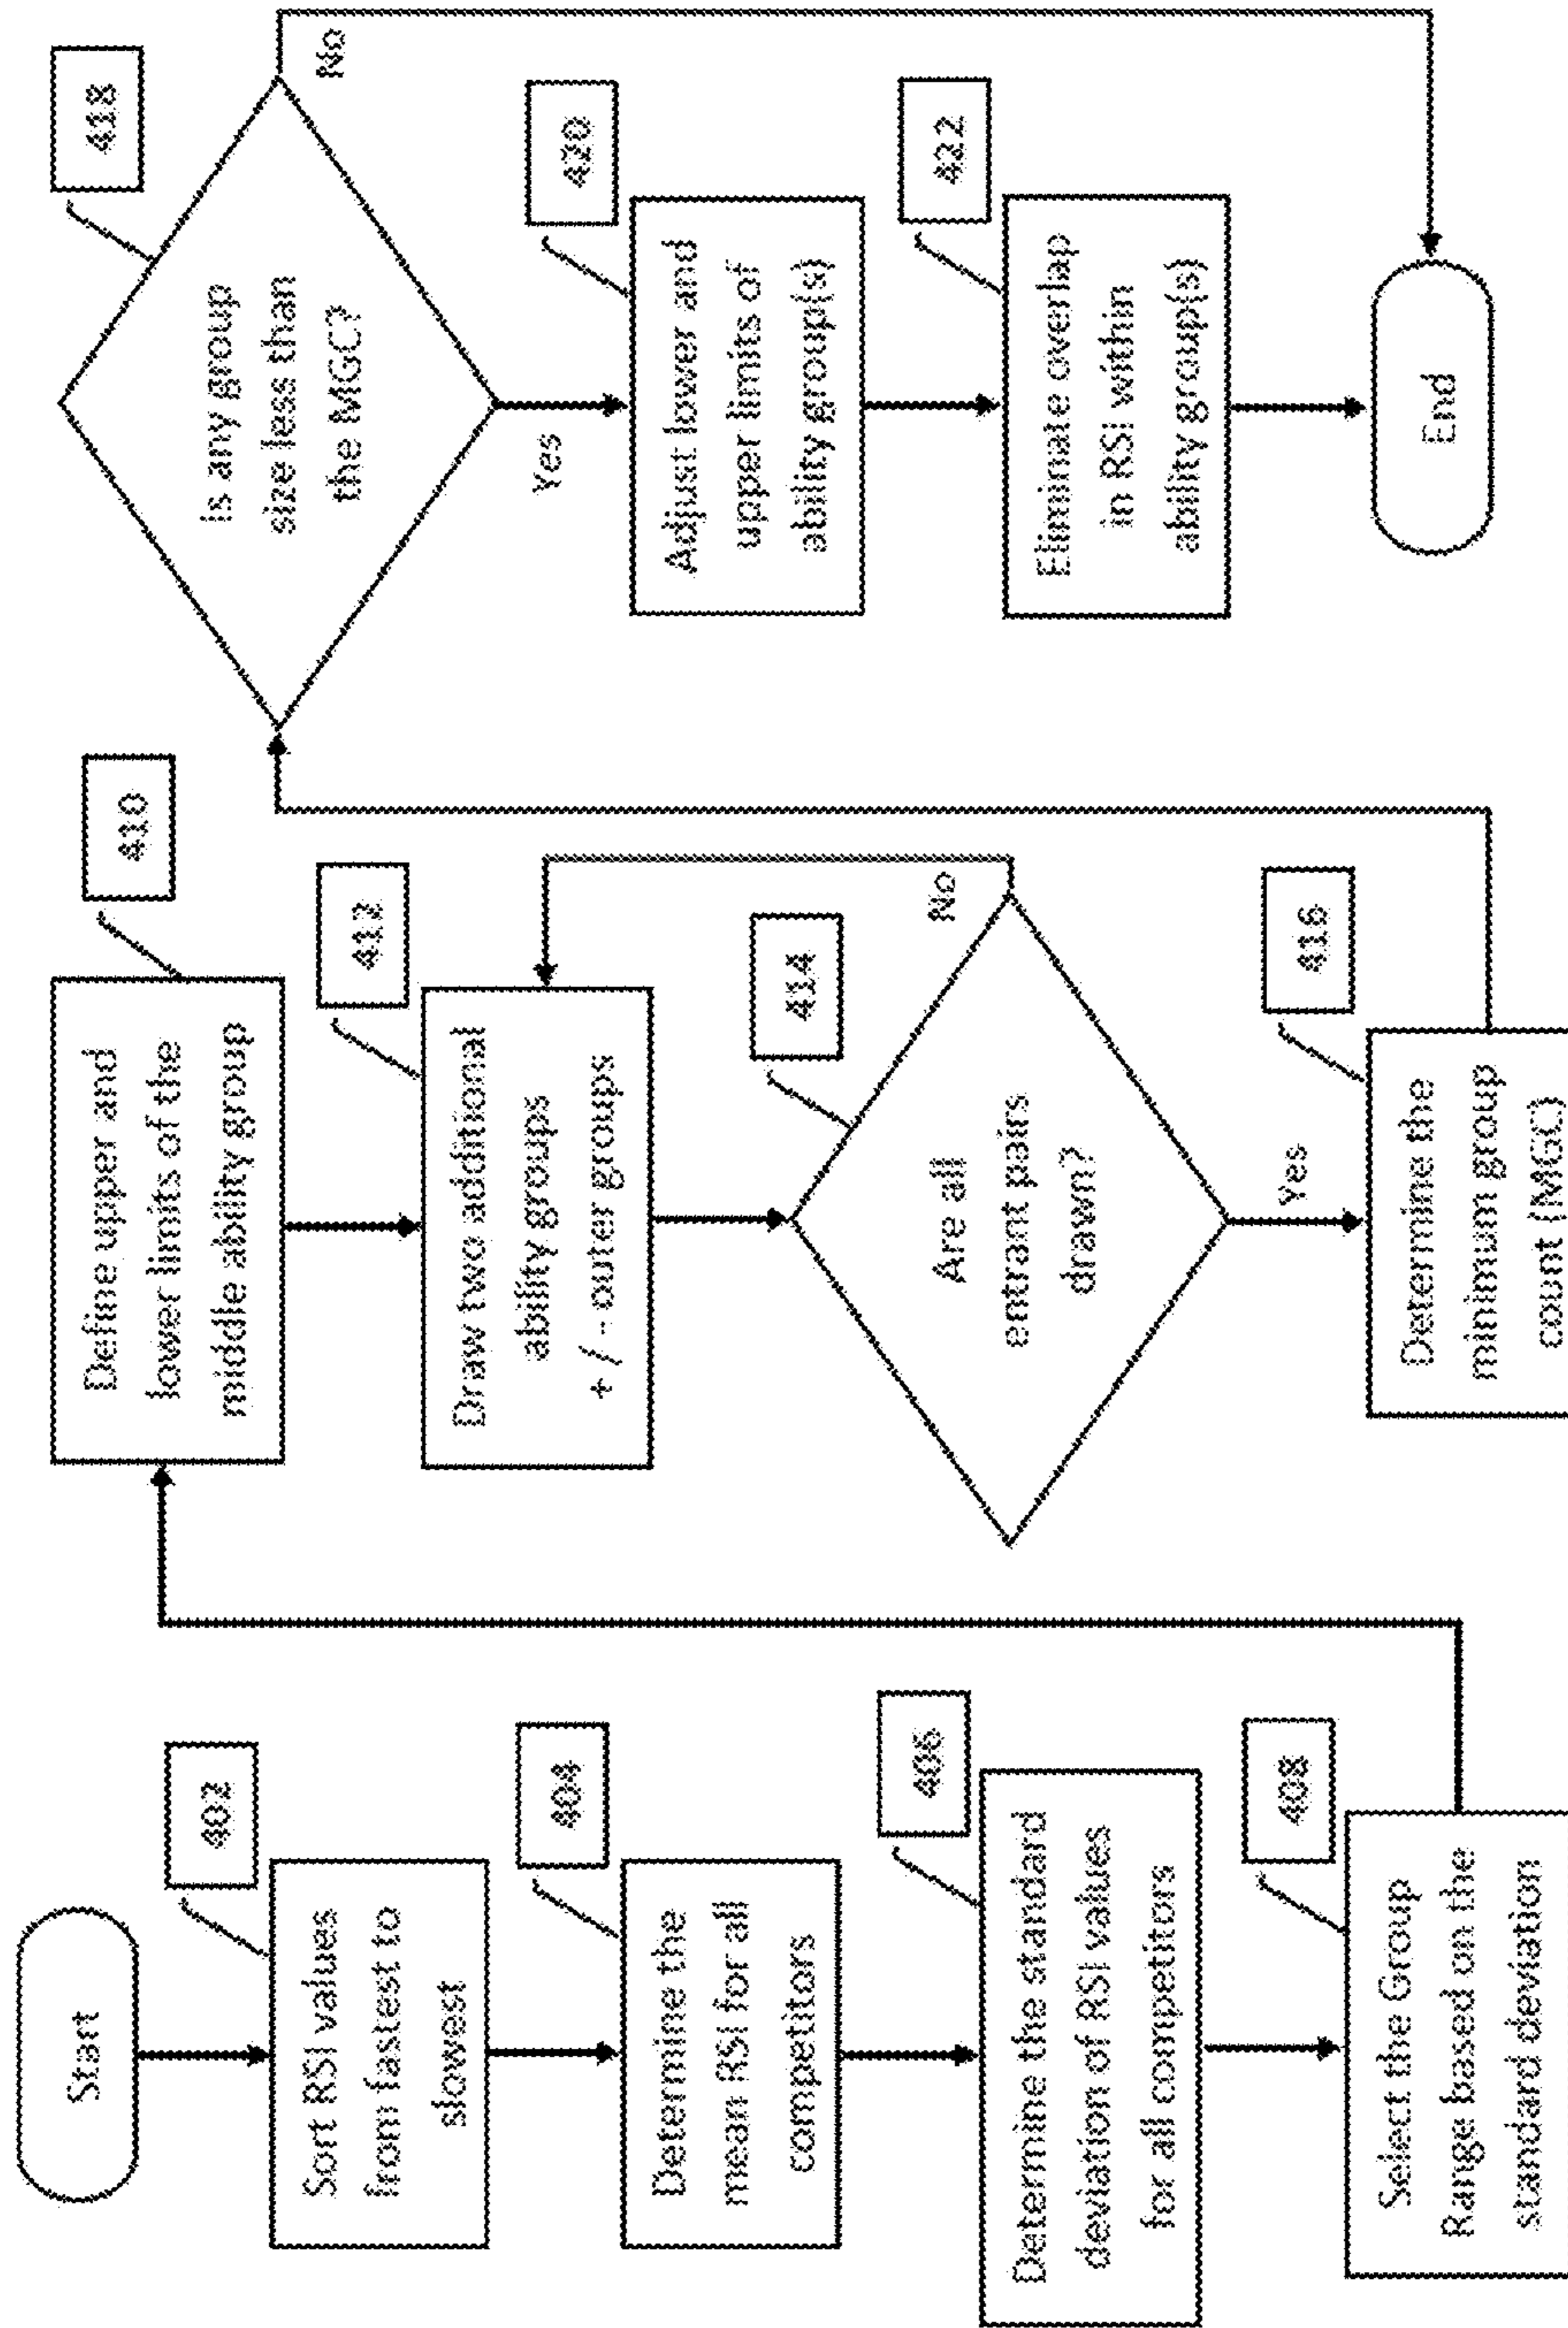 Start
402
Sort RSI values
from fastest to
slowest
404
Determine the
mean RSI for all
competitors
406
Determine the standard
deviation of RSI values
for all competitors
408
Select the Group
Range based on the
standard deviation
410
Define upper and
lower limits of the
middle ability group
412
Draw two additional
ability groups
+/- outer groups
414
Are all
entrant pairs
drawn?
No
Yes
416
Determine the
minimum group
count (MGC)
418
Is any group
size less than
the MGC?
No
Yes
420
Adjust lower and
upper limits of
ability group(s)
422
Eliminate overlap
in RSI within
ability group(s)
End